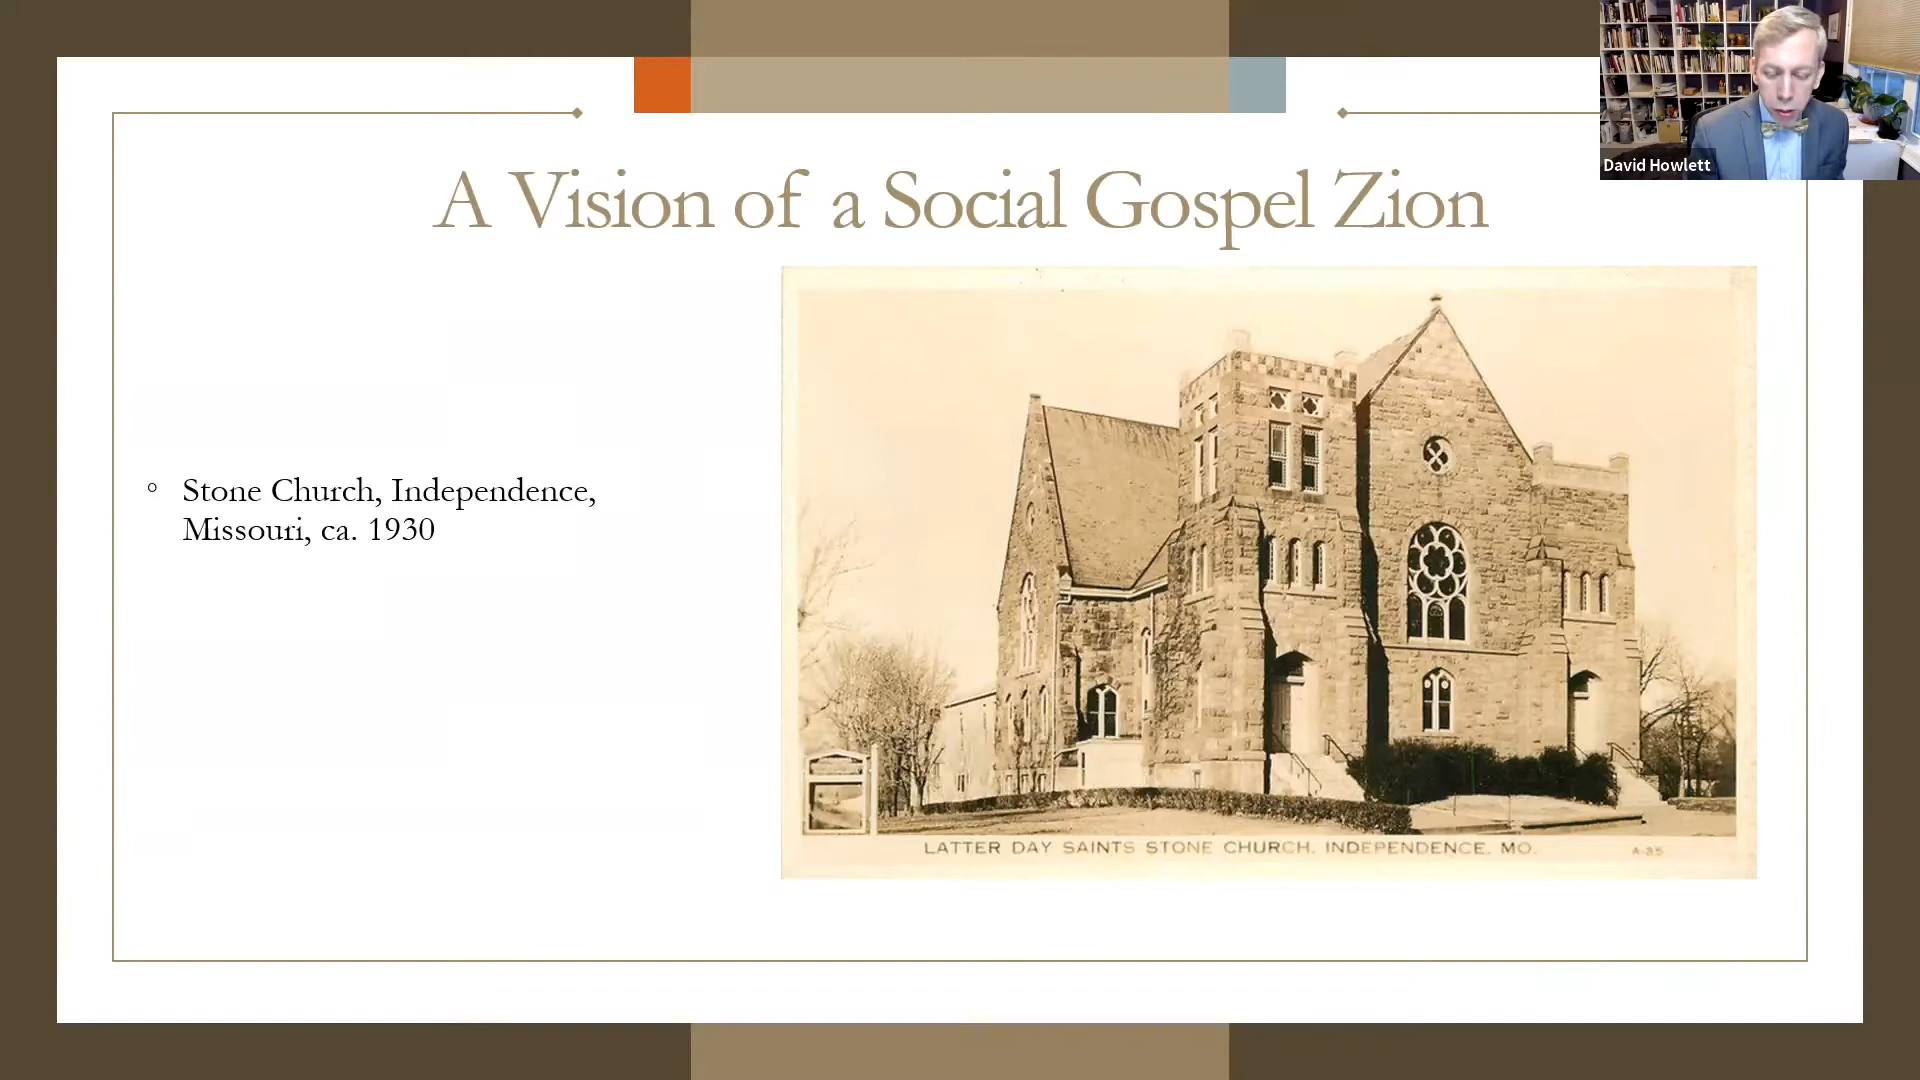 David Howlett
A Vision of a Social Gospel Zion
Stone Church, Independence,
Missouri, ca. 1930
LATTER DAY SAINTS STONE CHURCH, INDEPENDENCE, MO.
A-35